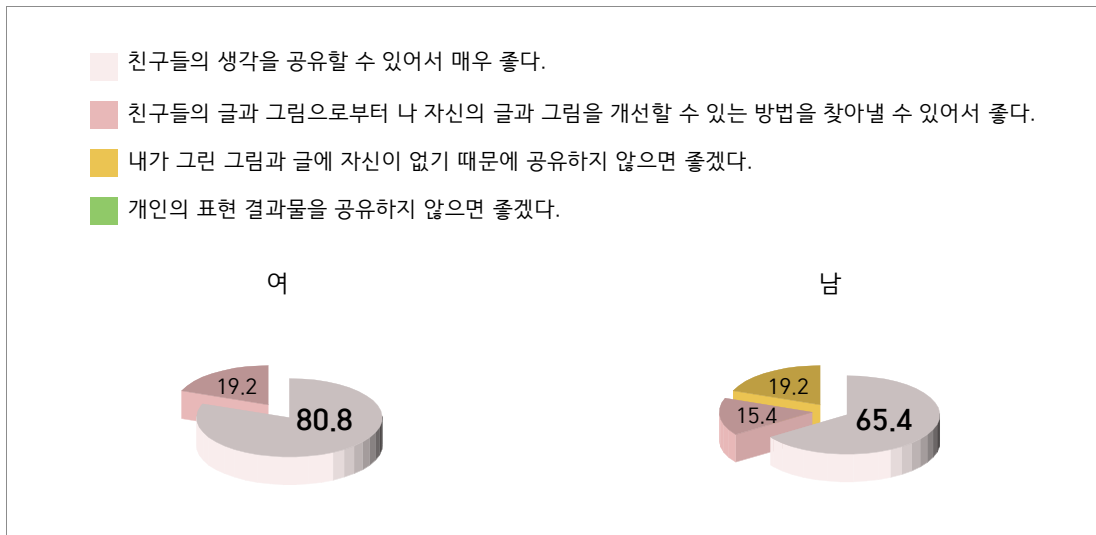 친구들의 생각을 공유할 수 있어서 매우 좋다.
친구들의 글과 그림으로부터 나 자신의 글과 그림을 개선할 수 있는 방법을 찾아낼 수 있어서 좋다.
내가 그린 그림과 글에 자신이 없기 때문에 공유하지 않으면 좋겠다.
개인의 표현 결과물을 공유하지 않으면 좋겠다.
여
19.2
80.8
남
19.2
15.4
65.4